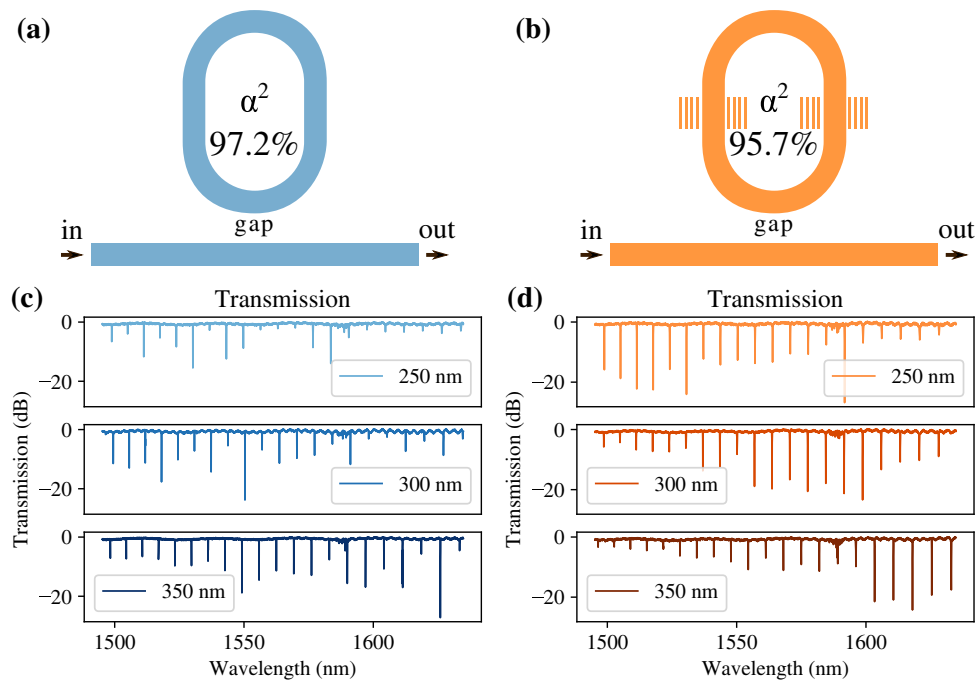 (a)
α²
97.2%
gap
in
out
(b)
α²
95.7%
gap
in
out
(c)
Transmission
0
−20
250 nm
0
−20
300 nm
0
−20
350 nm
Transmission (dB)
1500
1550
1600
Wavelength (nm)
(d)
Transmission
0
−20
250 nm
0
−20
300 nm
0
−20
350 nm
Transmission (dB)
1500
1550
1600
Wavelength (nm)